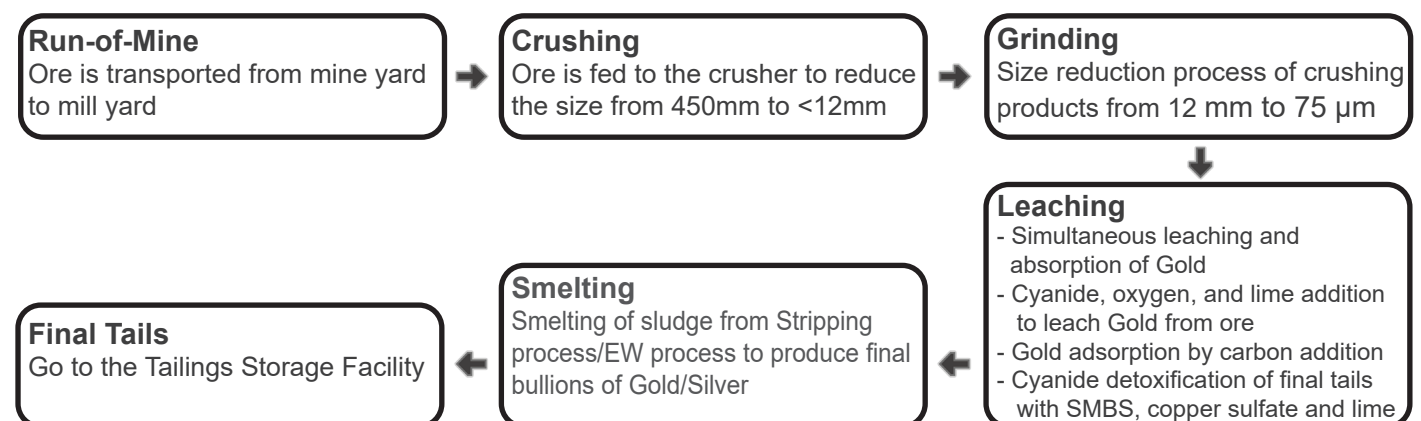 Run-of-Mine
Ore is transported from mine yard
to mill yard
Crushing
Ore is fed to the crusher to reduce
the size from 450mm to <12mm
Grinding
Size reduction process of crushing
products from 12 mm to 75 μm
Leaching
- Simultaneous leaching and
absorption of Gold
- Cyanide, oxygen, and lime addition
to leach Gold from ore
- Gold adsorption by carbon addition
- Cyanide detoxification of final tails
with SMBS, copper sulfate and lime
Smelting
Smelting of sludge from Stripping
process/EW process to produce final
bullions of Gold/Silver
Final Tails
Go to the Tailings Storage Facility